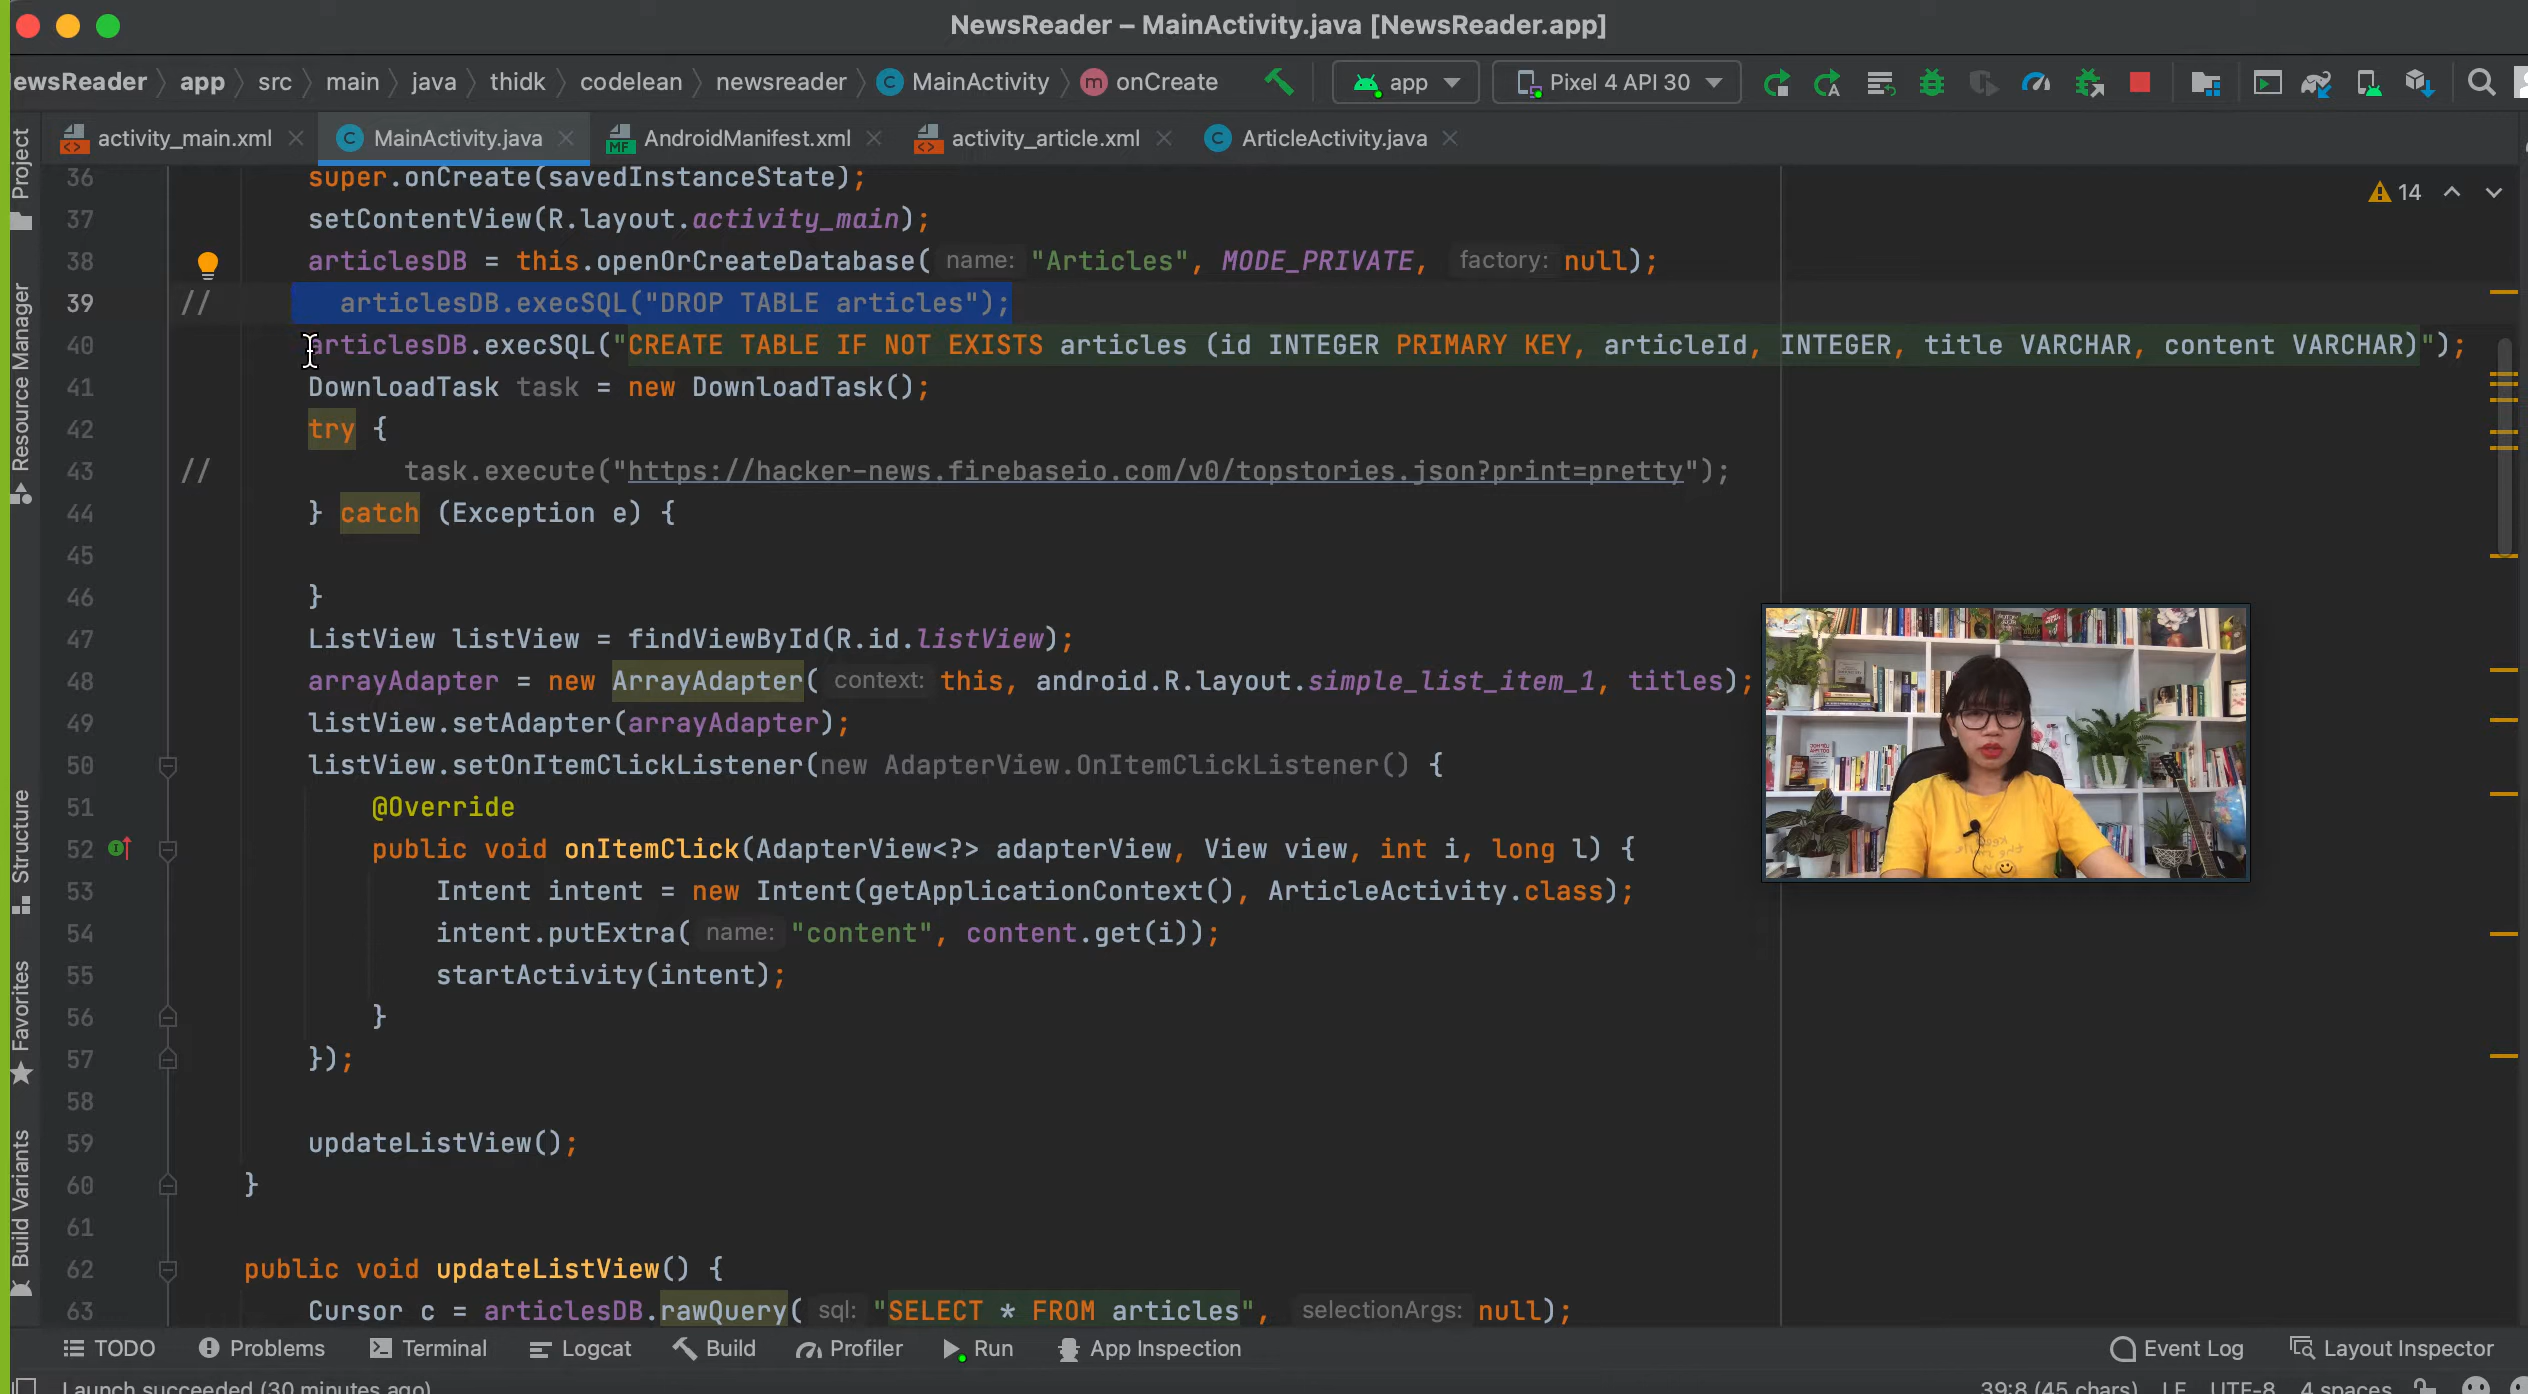 NewsReader – MainActivity.java [NewsReader.app]
ewsReader app src main java thidk codelean newsreader MainActivity onCreate app Pixel 4 API 30
activity_main.xml MainActivity.java AndroidManifest.xml activity_article.xml ArticleActivity.java
Project
Resource Manager
Structure
Favorites
Build Variants
14
36 super.onCreate(savedInstanceState);
37 setContentView(R.layout.activity_main);
38 articlesDB = this.openOrCreateDatabase( name: "Articles", MODE_PRIVATE, factory: null);
39 // articlesDB.execSQL("DROP TABLE articles");
40 articlesDB.execSQL("CREATE TABLE IF NOT EXISTS articles (id INTEGER PRIMARY KEY, articleId, INTEGER, title VARCHAR, content VARCHAR)");
41 DownloadTask task = new DownloadTask();
42 try {
43 // task.execute("https://hacker-news.firebaseio.com/v0/topstories.json?print=pretty");
44 } catch (Exception e) {
45
46 }
47 ListView listView = findViewById(R.id.listView);
48 arrayAdapter = new ArrayAdapter( context: this, android.R.layout.simple_list_item_1, titles);
49 listView.setAdapter(arrayAdapter);
50 listView.setOnItemClickListener(new AdapterView.OnItemClickListener() {
51 @Override
52 public void onItemClick(AdapterView<?> adapterView, View view, int i, long l) {
53 Intent intent = new Intent(getApplicationContext(), ArticleActivity.class);
54 intent.putExtra( name: "content", content.get(i));
55 startActivity(intent);
56 }
57 });
58
59 updateListView();
60 }
61
62 public void updateListView() {
63 Cursor c = articlesDB.rawQuery( sql: "SELECT * FROM articles", selectionArgs: null);
TODO Problems Terminal Logcat Build Profiler Run App Inspection Event Log Layout Inspector
Launch succeeded (30 minutes ago) 39:8 (45 chars) LF UTF-8 4 spaces